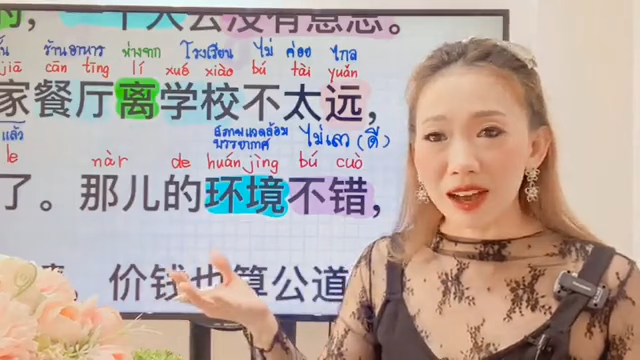 一个人去没有意思。
ร้านอาหาร ห่างจาก โรงเรียน ไม่ ค่อย ไกล
jiā cān tīng lí xué xiào bú tài yuǎn
家餐厅离学校不太远,
แล้ว สภาพแวดล้อม บรรยากาศ ไม่เลว (ดี)
le nàr de huánjìng bú cuò
了。那儿的环境不错,
价钱也算公道